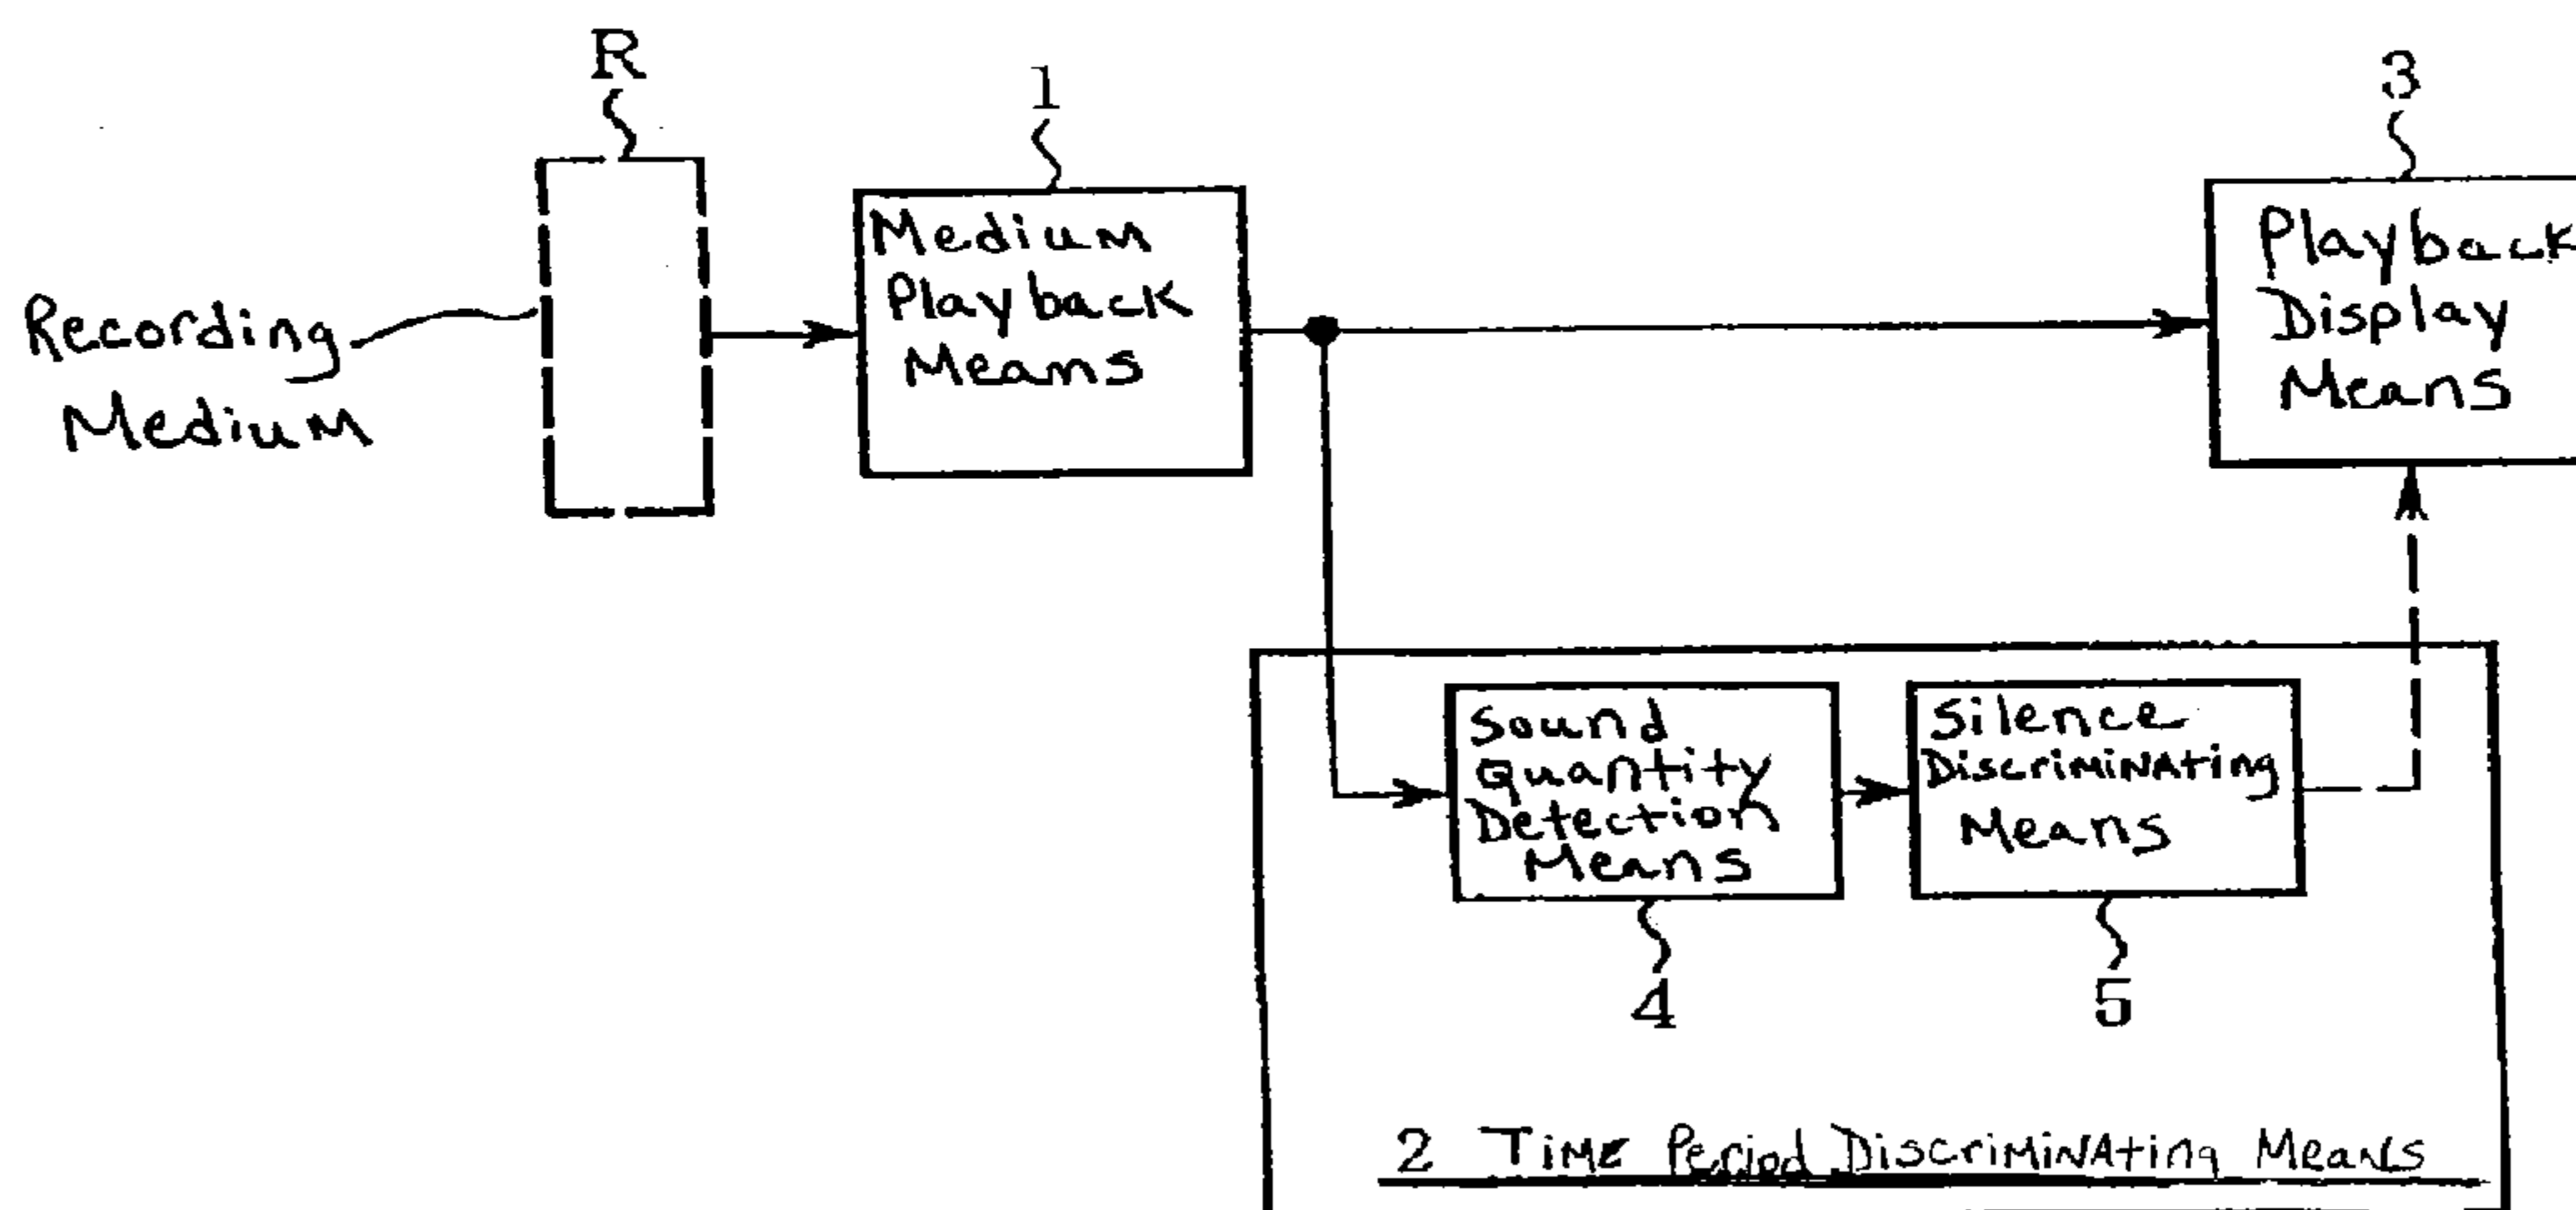 R
1
3
Recording
Medium
Medium
Playback
Means
Playback
Display
Means
Sound
Quantity
Detection
Means
Silence
Discriminating
Means
4
5
2 Time Period Discriminating Means